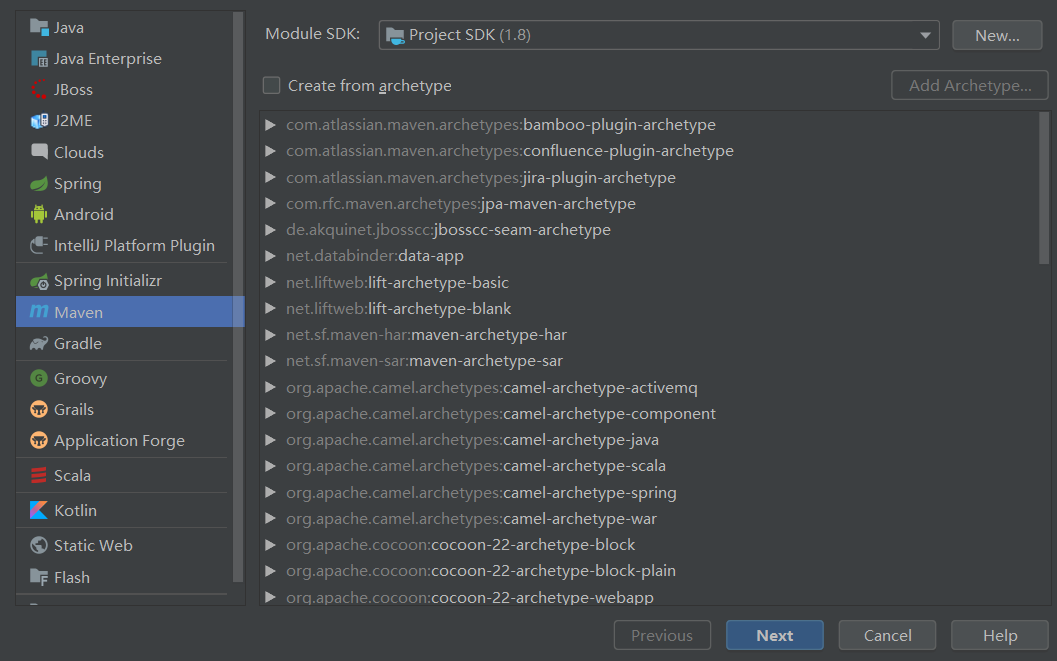 Java
Java Enterprise
JBoss
J2ME
Clouds
Spring
Android
IntelliJ Platform Plugin
Spring Initializr
Maven
Gradle
Groovy
Grails
Application Forge
Scala
Kotlin
Static Web
Flash
Module SDK: Project SDK (1.8) New...
Create from archetype Add Archetype...
com.atlassian.maven.archetypes:bamboo-plugin-archetype
com.atlassian.maven.archetypes:confluence-plugin-archetype
com.atlassian.maven.archetypes:jira-plugin-archetype
com.rfc.maven.archetypes:jpa-maven-archetype
de.akquinet.jbosscc:jbosscc-seam-archetype
net.databinder:data-app
net.liftweb:lift-archetype-basic
net.liftweb:lift-archetype-blank
net.sf.maven-har:maven-archetype-har
net.sf.maven-sar:maven-archetype-sar
org.apache.camel.archetypes:camel-archetype-activemq
org.apache.camel.archetypes:camel-archetype-component
org.apache.camel.archetypes:camel-archetype-java
org.apache.camel.archetypes:camel-archetype-scala
org.apache.camel.archetypes:camel-archetype-spring
org.apache.camel.archetypes:camel-archetype-war
org.apache.cocoon:cocoon-22-archetype-block
org.apache.cocoon:cocoon-22-archetype-block-plain
org.apache.cocoon:cocoon-22-archetype-webapp
Previous Next Cancel Help